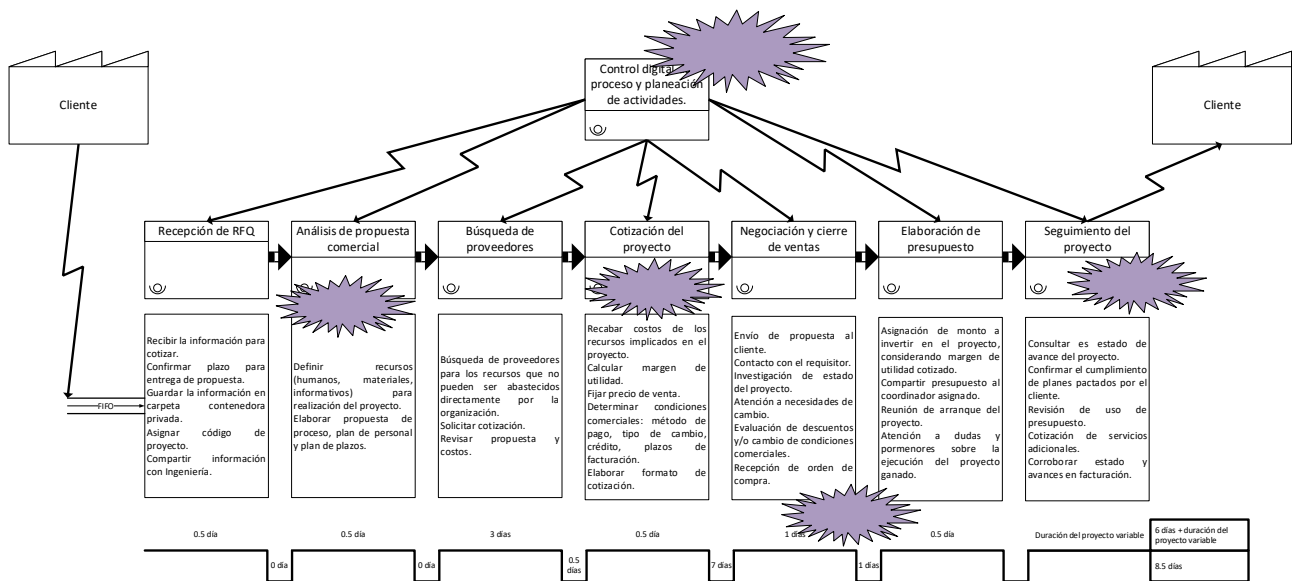 Cliente
Control digital
proceso y planeación
de actividades.
Cliente
Recepción de RFQ
Análisis de propuesta
comercial
Búsqueda de
proveedores
Cotización del
proyecto
Negociación y cierre
de ventas
Elaboración de
presupuesto
Seguimiento del
proyecto
FIFO
Recibir la información para
cotizar.
Confirmar plazo para
entrega de propuesta.
Guardar la información en
carpeta contenedora
privada.
Asignar código de
proyecto.
Compartir información
con Ingeniería.
Definir recursos
(humanos, materiales,
informativos) para
realización del proyecto.
Elaborar propuesta de
proceso, plan de personal
y plan de plazos.
Búsqueda de proveedores
para los recursos que no
pueden ser abastecidos
directamente por la
organización.
Solicitar cotización.
Revisar propuesta y
costos.
Recabar costos de los
recursos implicados en el
proyecto.
Calcular margen de
utilidad.
Fijar precio de venta.
Determinar condiciones
comerciales: método de
pago, tipo de cambio,
crédito, plazos de
facturación.
Elaborar formato de
cotización.
Envío de propuesta al
cliente.
Contacto con el requisitor.
Investigación de estado
del proyecto.
Atención a necesidades de
cambio.
Evaluación de descuentos
y/o cambio de condiciones
comerciales.
Recepción de orden de
compra.
Asignación de monto a
invertir en el proyecto,
considerando margen de
utilidad cotizado.
Compartir presupuesto al
coordinador asignado.
Reunión de arranque del
proyecto.
Atención a dudas y
pormenores sobre la
ejecución del proyecto
ganado.
Consultar es estado de
avance del proyecto.
Confirmar el cumplimiento
de planes pactados por el
cliente.
Revisión de uso de
presupuesto.
Cotización de servicios
adicionales.
Corroborar estado y
avances en facturación.
0.5 día
0 día
0.5 día
0 día
3 días
0.5
días
0.5 día
7 días
1 días
1 días
0.5 día
Duración del proyecto variable
6 días + duración del
proyecto variable
8.5 días